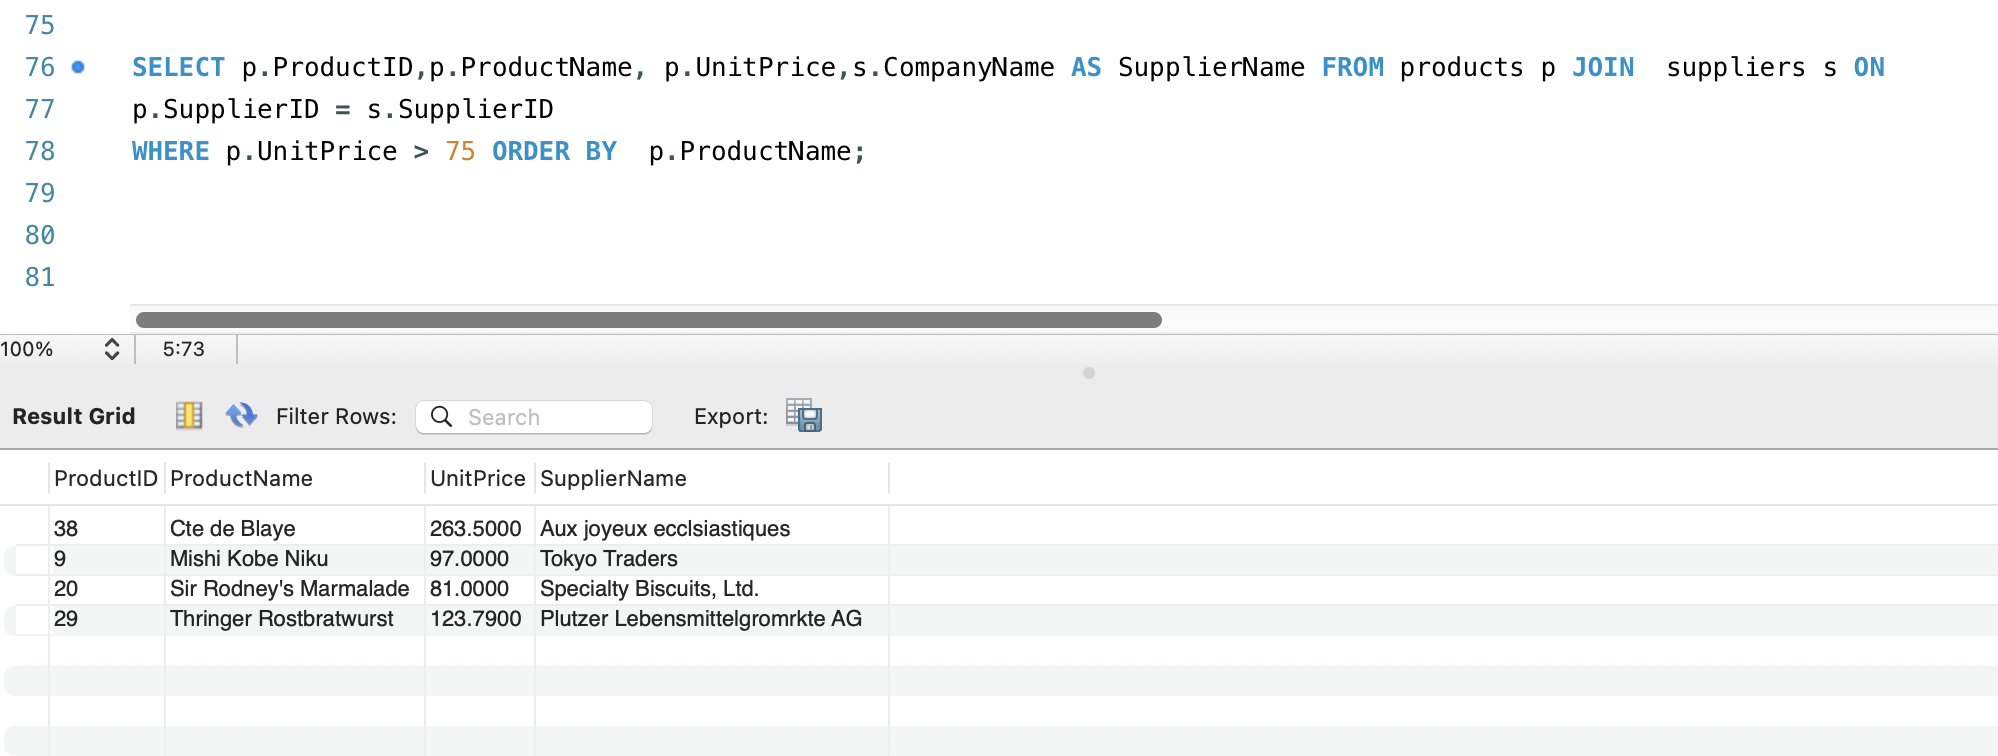 75
76 SELECT p.ProductID,p.ProductName, p.UnitPrice,s.CompanyName AS SupplierName FROM products p JOIN  suppliers s ON
77 p.SupplierID = s.SupplierID
78 WHERE p.UnitPrice > 75 ORDER BY  p.ProductName;
79
80
81
100% 5:73
Result Grid Filter Rows: Search Export:
ProductID ProductName UnitPrice SupplierName
38 Cte de Blaye 263.5000 Aux joyeux ecclsiastiques
9 Mishi Kobe Niku 97.0000 Tokyo Traders
20 Sir Rodney's Marmalade 81.0000 Specialty Biscuits, Ltd.
29 Thringer Rostbratwurst 123.7900 Plutzer Lebensmittelgromrkte AG